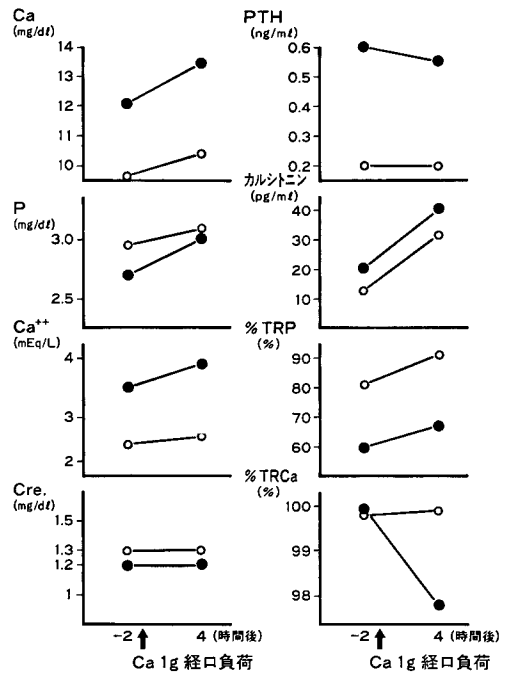 Ca
(mg/dℓ)
14
13
12
11
10
PTH
(ng/mℓ)
0.6
0.5
0.4
0.3
0.2
P
(mg/dℓ)
3.0
2.5
カルシトニン
(pg/mℓ)
40
30
20
10
Ca⁺⁺
(mEq/L)
4
3
2
% TRP
(%)
90
80
70
60
Cre.
(mg/dℓ)
1.5
1.3
1.2
1
−2 4 (時間後)
Ca 1g 経口負荷
% TRCa
(%)
100
99
98
−2 4 (時間後)
Ca 1g 経口負荷